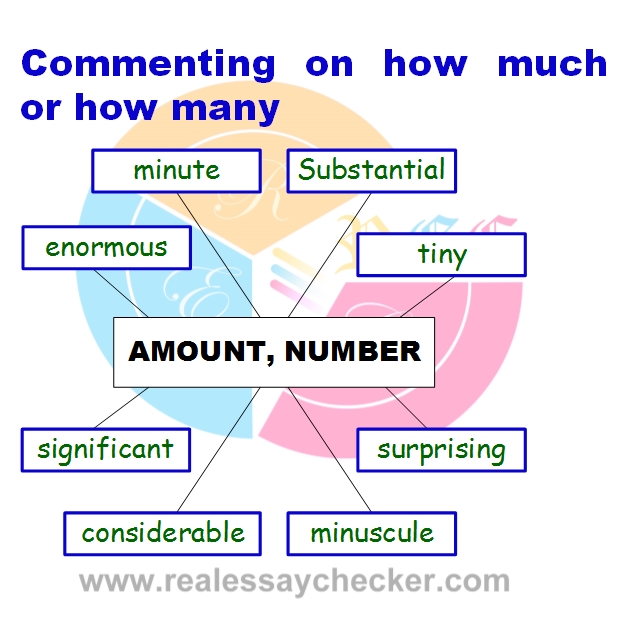 Commenting on how much
or how many
minute
Substantial
enormous
tiny
AMOUNT, NUMBER
significant
surprising
considerable
minuscule
www.realessaychecker.com